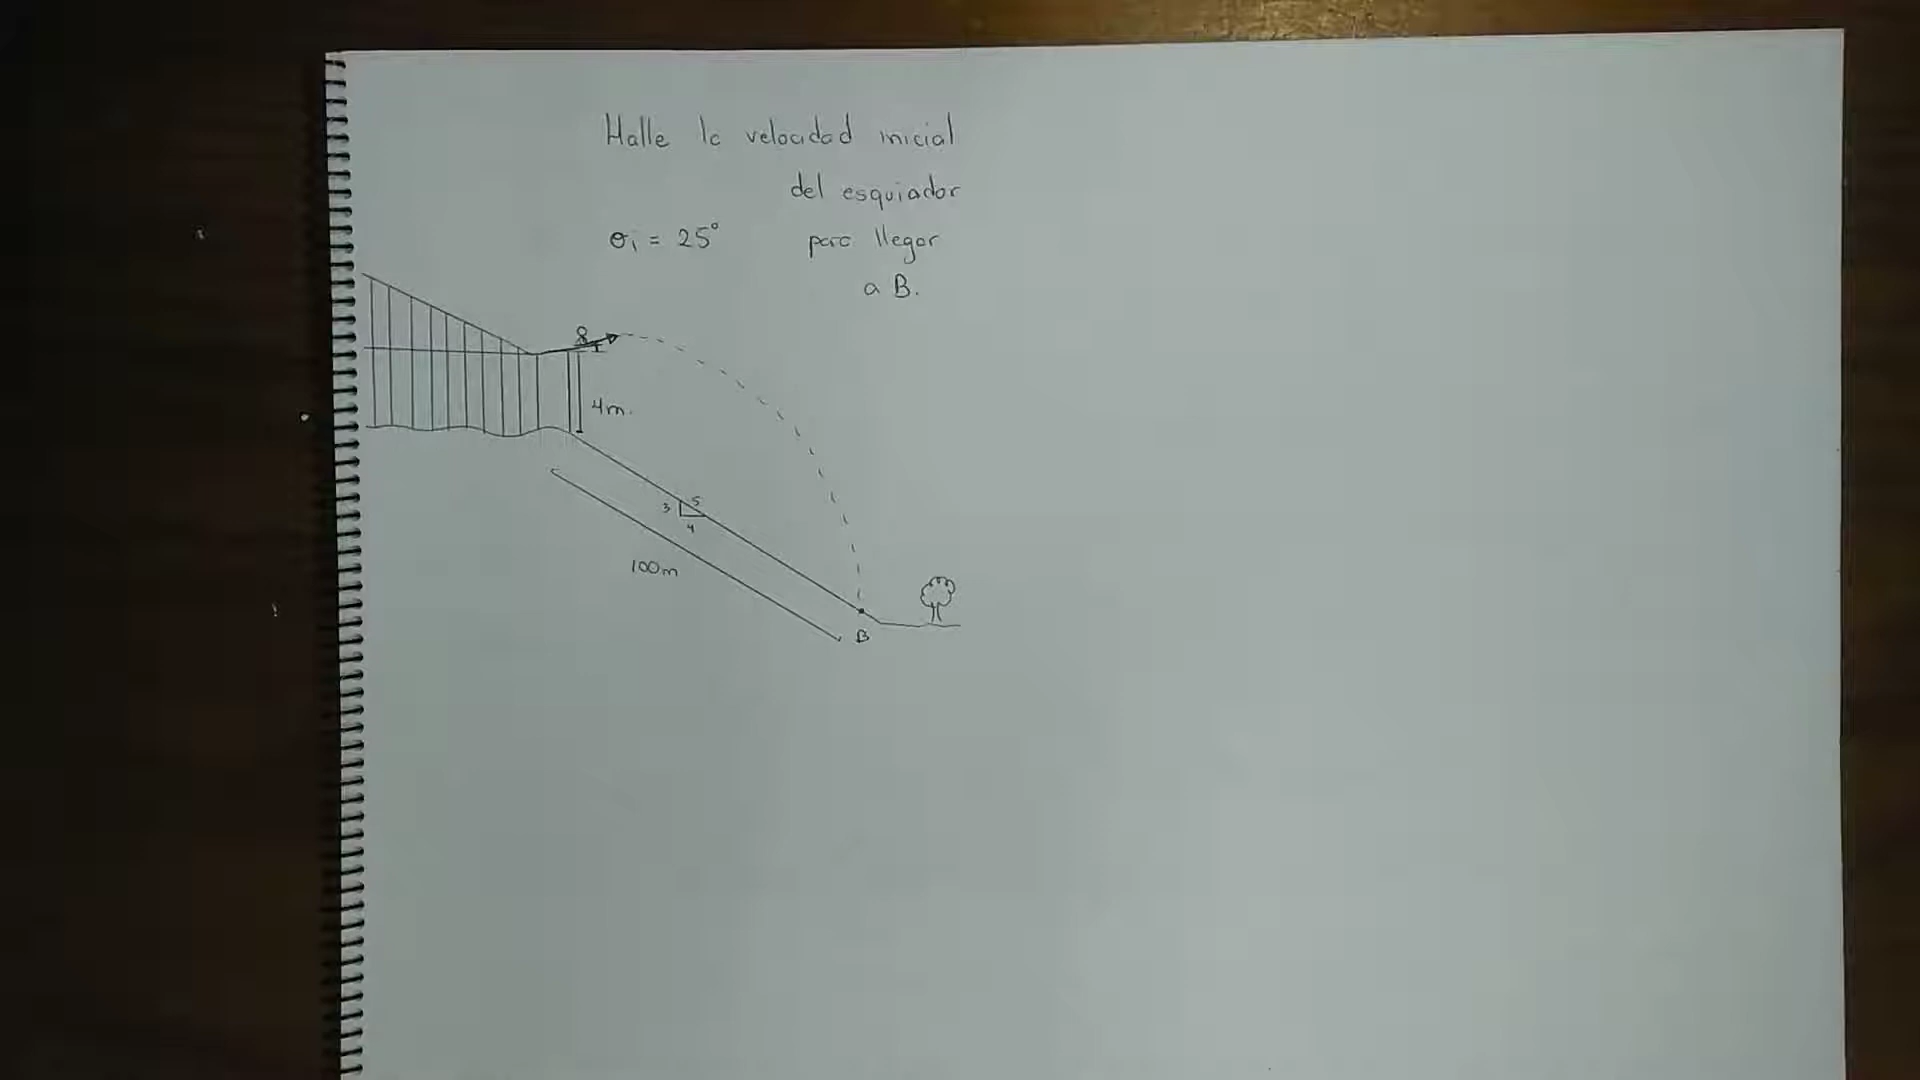 Halle la velocidad inicial
del esquiador
θi = 25° para llegar
a B.
4m.
5
3
4
100m
B